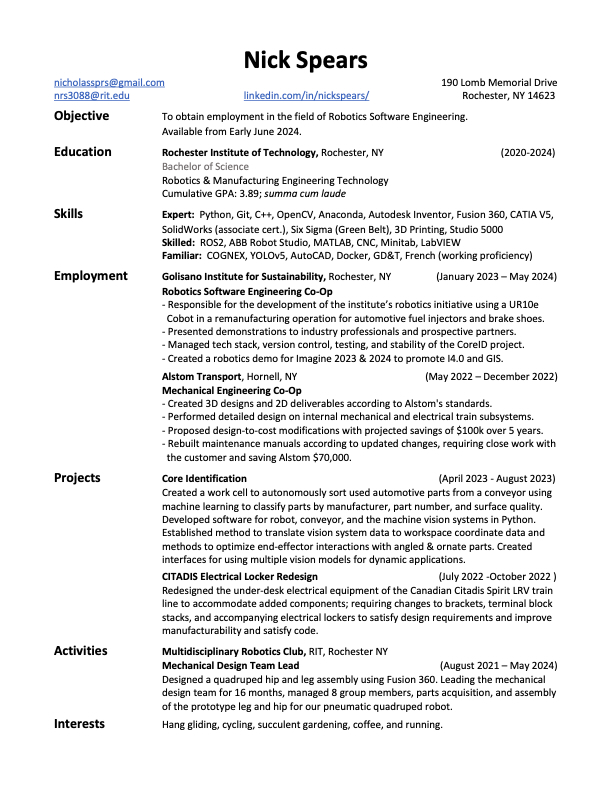 Nick Spears
nicholassprs@gmail.com 190 Lomb Memorial Drive
nrs3088@rit.edu linkedin.com/in/nickspears/ Rochester, NY 14623
Objective To obtain employment in the field of Robotics Software Engineering.
Available from Early June 2024.
Education Rochester Institute of Technology, Rochester, NY (2020-2024)
Bachelor of Science
Robotics & Manufacturing Engineering Technology
Cumulative GPA: 3.89; summa cum laude
Skills Expert: Python, Git, C++, OpenCV, Anaconda, Autodesk Inventor, Fusion 360, CATIA V5,
SolidWorks (associate cert.), Six Sigma (Green Belt), 3D Printing, Studio 5000
Skilled: ROS2, ABB Robot Studio, MATLAB, CNC, Minitab, LabVIEW
Familiar: COGNEX, YOLOv5, AutoCAD, Docker, GD&T, French (working proficiency)
Employment Golisano Institute for Sustainability, Rochester, NY (January 2023 – May 2024)
Robotics Software Engineering Co-Op
- Responsible for the development of the institute's robotics initiative using a UR10e
Cobot in a remanufacturing operation for automotive fuel injectors and brake shoes.
- Presented demonstrations to industry professionals and prospective partners.
- Managed tech stack, version control, testing, and stability of the CoreID project.
- Created a robotics demo for Imagine 2023 & 2024 to promote I4.0 and GIS.
Alstom Transport, Hornell, NY (May 2022 – December 2022)
Mechanical Engineering Co-Op
- Created 3D designs and 2D deliverables according to Alstom's standards.
- Performed detailed design on internal mechanical and electrical train subsystems.
- Proposed design-to-cost modifications with projected savings of $100k over 5 years.
- Rebuilt maintenance manuals according to updated changes, requiring close work with
the customer and saving Alstom $70,000.
Projects Core Identification (April 2023 - August 2023)
Created a work cell to autonomously sort used automotive parts from a conveyor using
machine learning to classify parts by manufacturer, part number, and surface quality.
Developed software for robot, conveyor, and the machine vision systems in Python.
Established method to translate vision system data to workspace coordinate data and
methods to optimize end-effector interactions with angled & ornate parts. Created
interfaces for using multiple vision models for dynamic applications.
CITADIS Electrical Locker Redesign (July 2022 -October 2022 )
Redesigned the under-desk electrical equipment of the Canadian Citadis Spirit LRV train
line to accommodate added components; requiring changes to brackets, terminal block
stacks, and accompanying electrical lockers to satisfy design requirements and improve
manufacturability and satisfy code.
Activities Multidisciplinary Robotics Club, RIT, Rochester NY
Mechanical Design Team Lead (August 2021 – May 2024)
Designed a quadruped hip and leg assembly using Fusion 360. Leading the mechanical
design team for 16 months, managed 8 group members, parts acquisition, and assembly
of the prototype leg and hip for our pneumatic quadruped robot.
Interests Hang gliding, cycling, succulent gardening, coffee, and running.